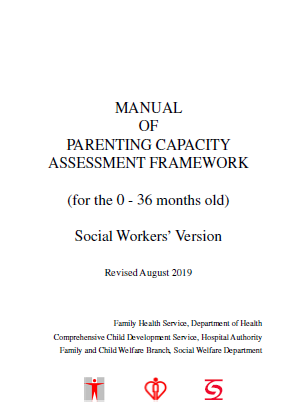 MANUAL
OF
PARENTING CAPACITY
ASSESSMENT FRAMEWORK
(for the 0 - 36 months old)
Social Workers' Version
Revised August 2019
Family Health Service, Department of Health
Comprehensive Child Development Service, Hospital Authority
Family and Child Welfare Branch, Social Welfare Department